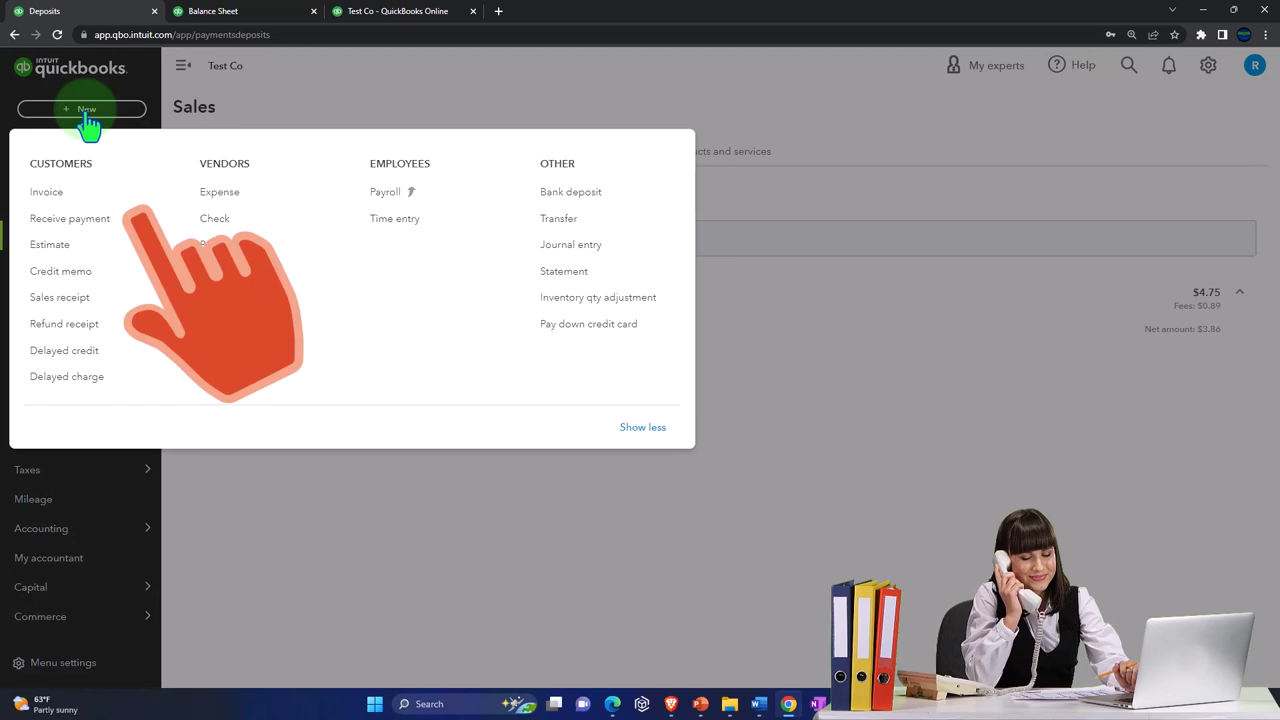 Deposits
Balance Sheet
Test Co - QuickBooks Online
app.qbo.intuit.com/app/paymentsdeposits
INTUIT
quickbooks.
Test Co
My experts
Help
R
+ New
Sales
ucts and services
CUSTOMERS
Invoice
Receive payment
Estimate
Credit memo
Sales receipt
Refund receipt
Delayed credit
Delayed charge
VENDORS
Expense
Check
EMPLOYEES
Payroll
Time entry
OTHER
Bank deposit
Transfer
Journal entry
Statement
Inventory qty adjustment
Pay down credit card
Show less
$4.75
Fees: $0.89
Net amount: $3.86
Taxes
Mileage
Accounting
My accountant
Capital
Commerce
Menu settings
63°F
Partly sunny
Search